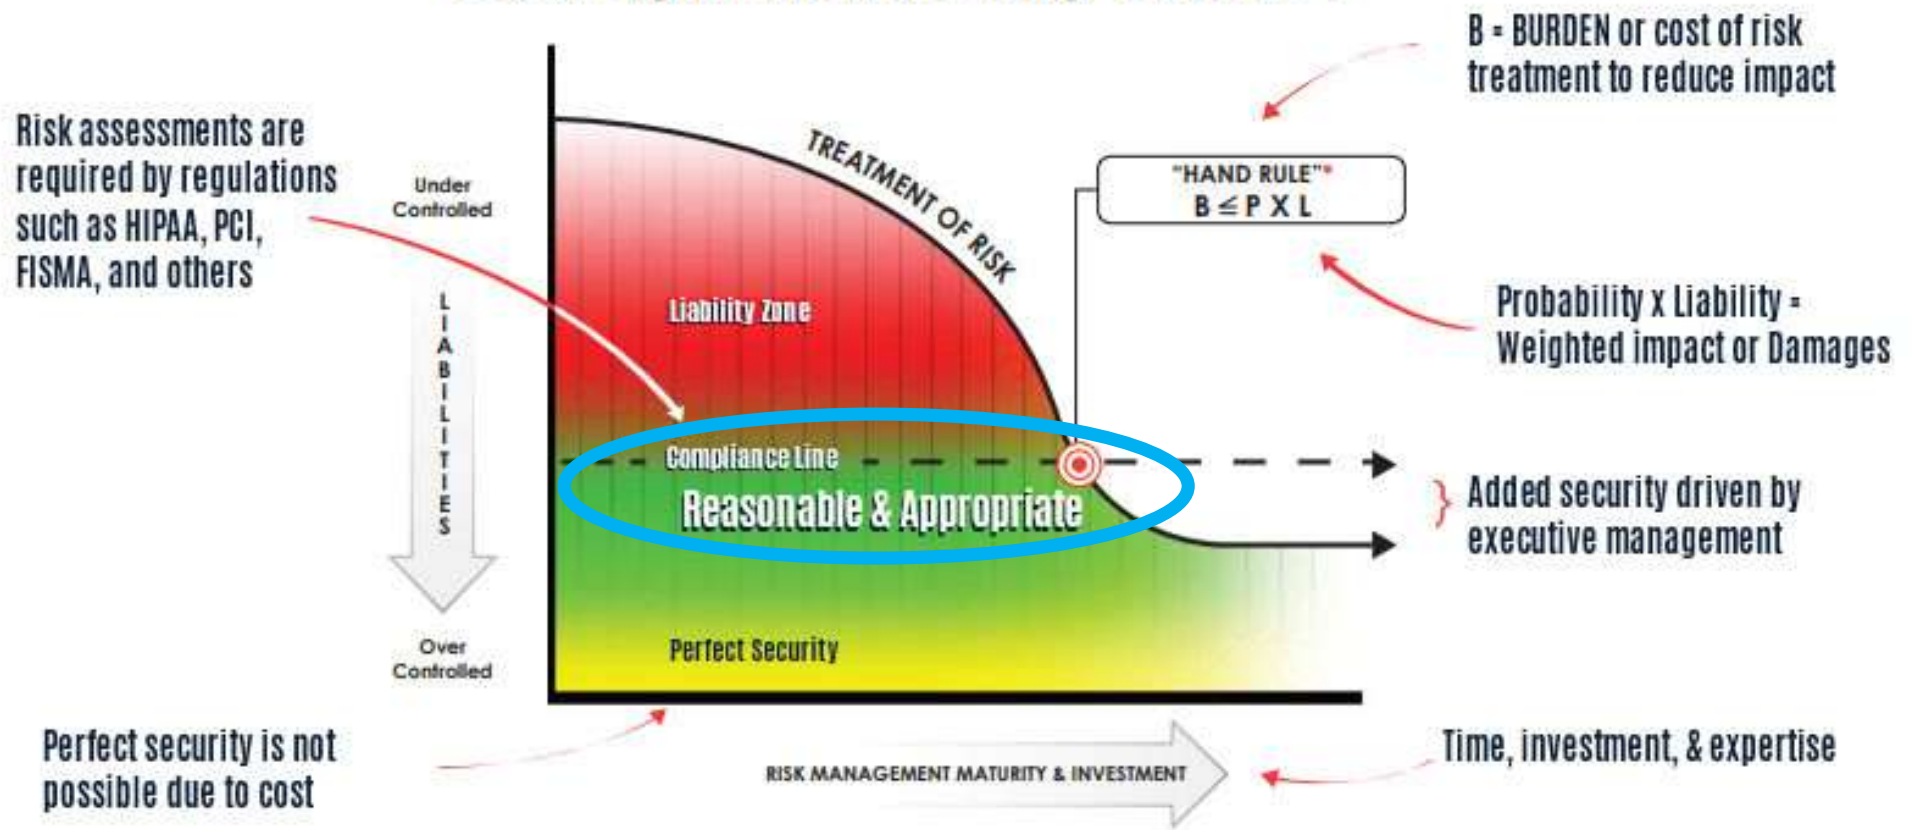 B = BURDEN or cost of risk
treatment to reduce impact
Risk assessments are
required by regulations
such as HIPAA, PCI,
FISMA, and others
Under
Controlled
LIABILITIES
Over
Controlled
TREATMENT OF RISK
"HAND RULE"*
B ≤ P X L
Probability x Liability =
Weighted impact or Damages
Liability Zone
Compliance Line
Reasonable & Appropriate
Added security driven by
executive management
Perfect Security
Perfect security is not
possible due to cost
RISK MANAGEMENT MATURITY & INVESTMENT
Time, investment, & expertise